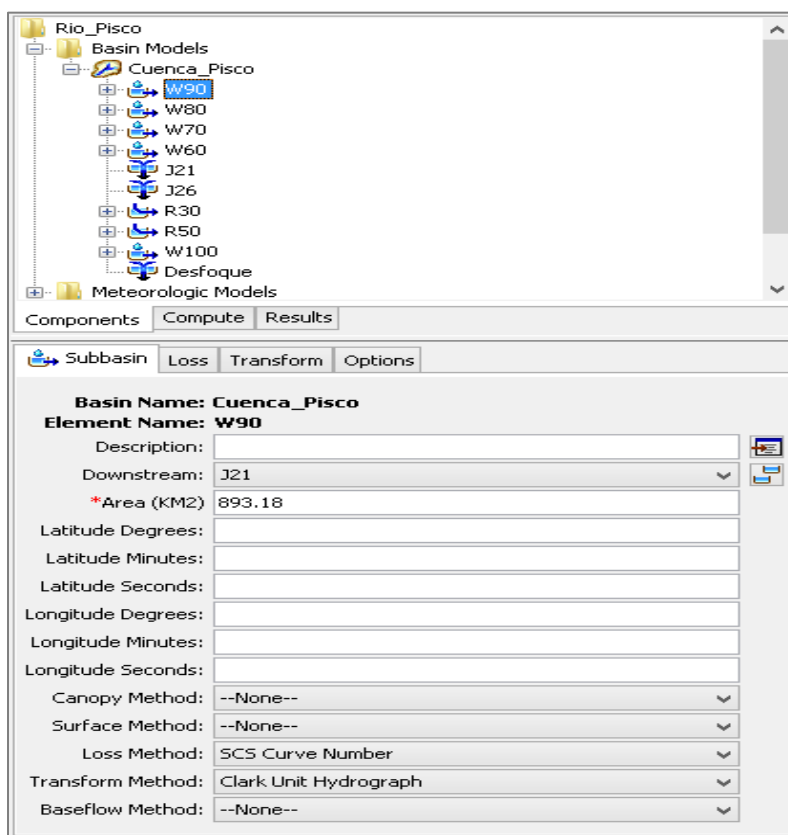 Rio_Pisco
Basin Models
Cuenca_Pisco
W90
W80
W70
W60
J21
J26
R30
R50
W100
Desfoque
Meteorologic Models
Components Compute Results
Subbasin Loss Transform Options
Basin Name: Cuenca_Pisco
Element Name: W90
Description:
Downstream: J21
*Area (KM2) 893.18
Latitude Degrees:
Latitude Minutes:
Latitude Seconds:
Longitude Degrees:
Longitude Minutes:
Longitude Seconds:
Canopy Method: --None--
Surface Method: --None--
Loss Method: SCS Curve Number
Transform Method: Clark Unit Hydrograph
Baseflow Method: --None--